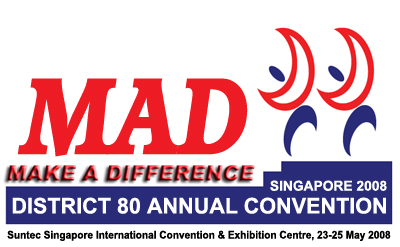 MAD
MAKE A DIFFERENCE
SINGAPORE 2008
DISTRICT 80 ANNUAL CONVENTION
Suntec Singapore International Convention & Exhibition Centre, 23-25 May 2008